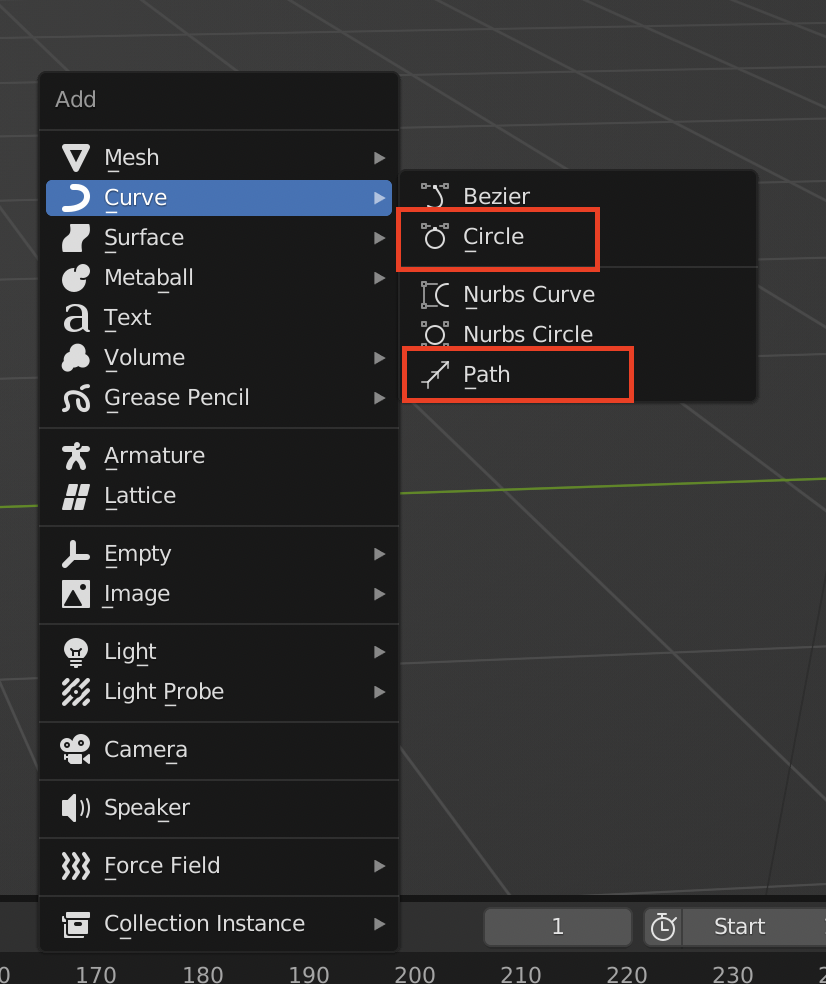 Add
Mesh
Curve
Surface
Metaball
Text
Volume
Grease Pencil
Armature
Lattice
Empty
Image
Light
Light Probe
Camera
Speaker
Force Field
Collection Instance
Bezier
Circle
Nurbs Curve
Nurbs Circle
Path
1 Start
170 180 190 200 210 220 230